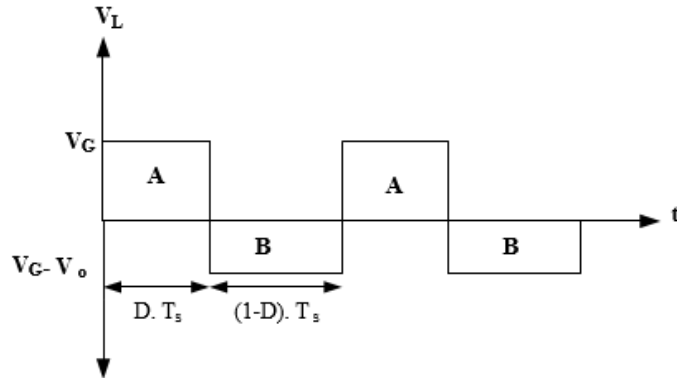 V_L
V_G
A
A
t
B
B
V_G - V_o
D. T_s
(1-D). T_s